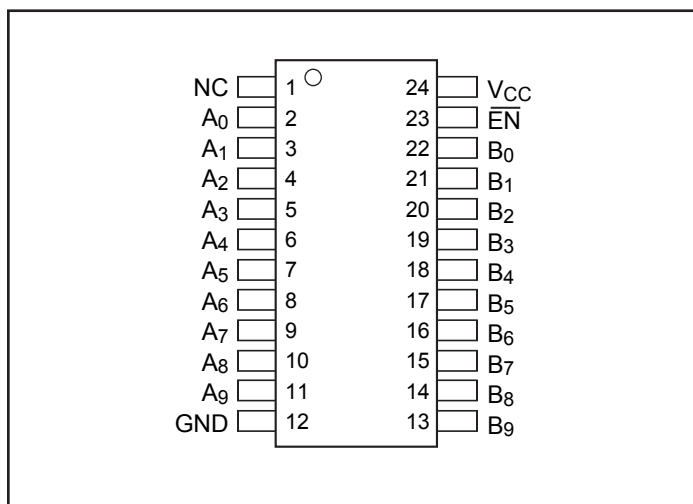 NC 1 24 VCC
A0 2 23 E̅N̅
A1 3 22 B0
A2 4 21 B1
A3 5 20 B2
A4 6 19 B3
A5 7 18 B4
A6 8 17 B5
A7 9 16 B6
A8 10 15 B7
A9 11 14 B8
GND 12 13 B9